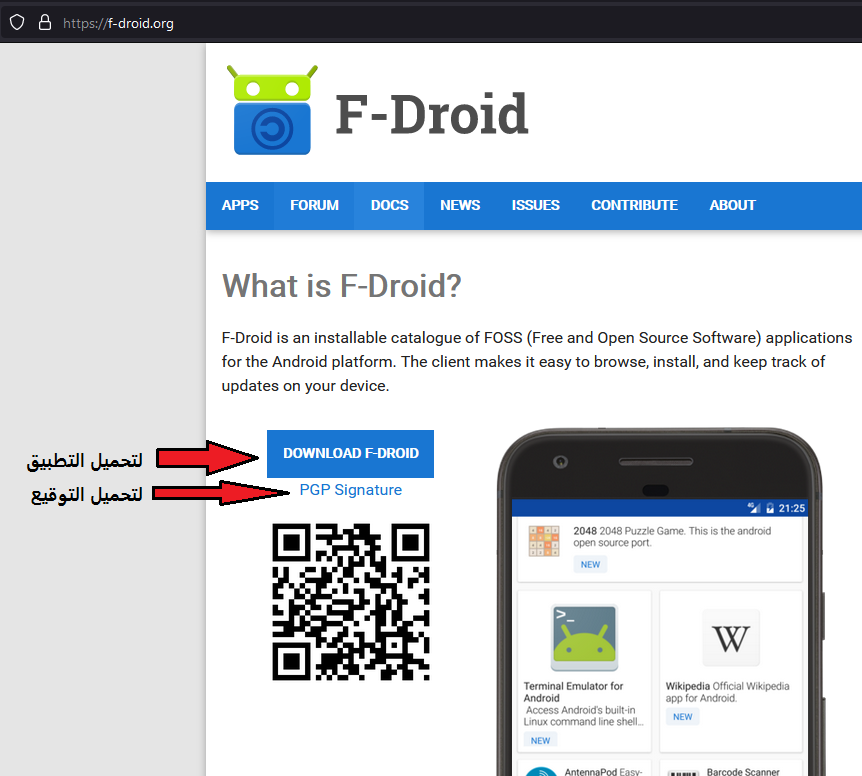 https://f-droid.org
F-Droid
APPS FORUM DOCS NEWS ISSUES CONTRIBUTE ABOUT
What is F-Droid?
F-Droid is an installable catalogue of FOSS (Free and Open Source Software) applications
for the Android platform. The client makes it easy to browse, install, and keep track of
updates on your device.
لتحميل التطبيق
DOWNLOAD F-DROID
لتحميل التوقيع
PGP Signature
4G 21:25
2048 2048 Puzzle Game. This is the android
open source port.
NEW
>_
Terminal Emulator for
Android
Access Android's built-in
Linux command line shell...
NEW
W
Wikipedia Official Wikipedia
app for Android.
NEW
AntennaPod Easy-
Barcode Scanner